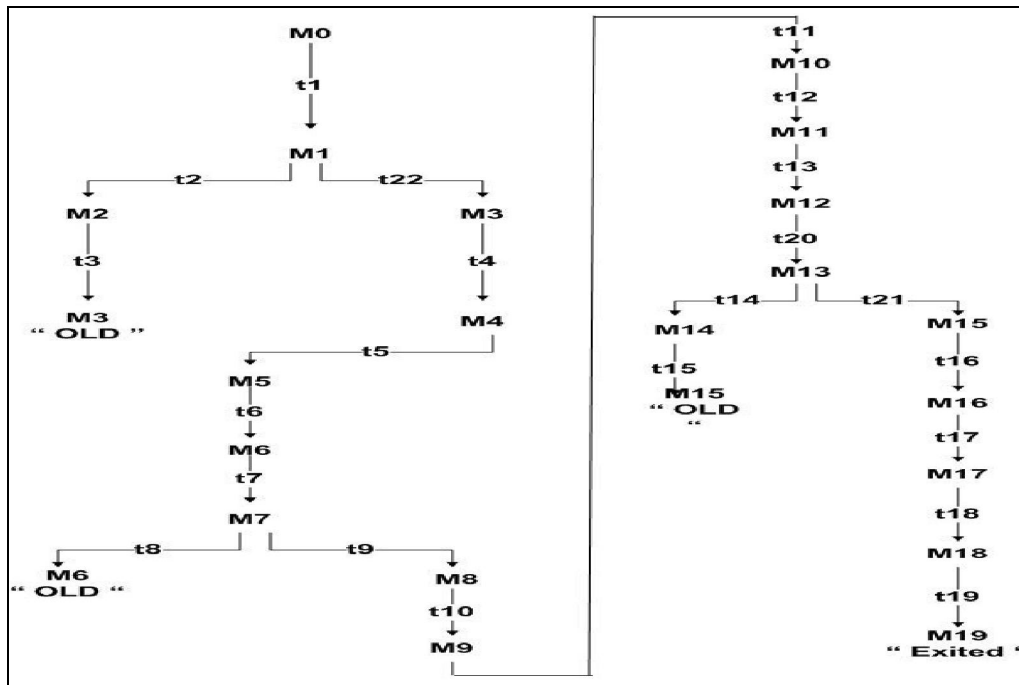 M0
t1
M1
t2 t22
M2 M3
t3 t4
M3
“ OLD ”
M4
t5
M5
t6
M6
t7
M7
t8 t9
M6
“ OLD “
M8
t10
M9
t11
M10
t12
M11
t13
M12
t20
M13
t14 t21
M14 M15
t15 t16
M15
“ OLD
“
M16
t17
M17
t18
M18
t19
M19
“ Exited “